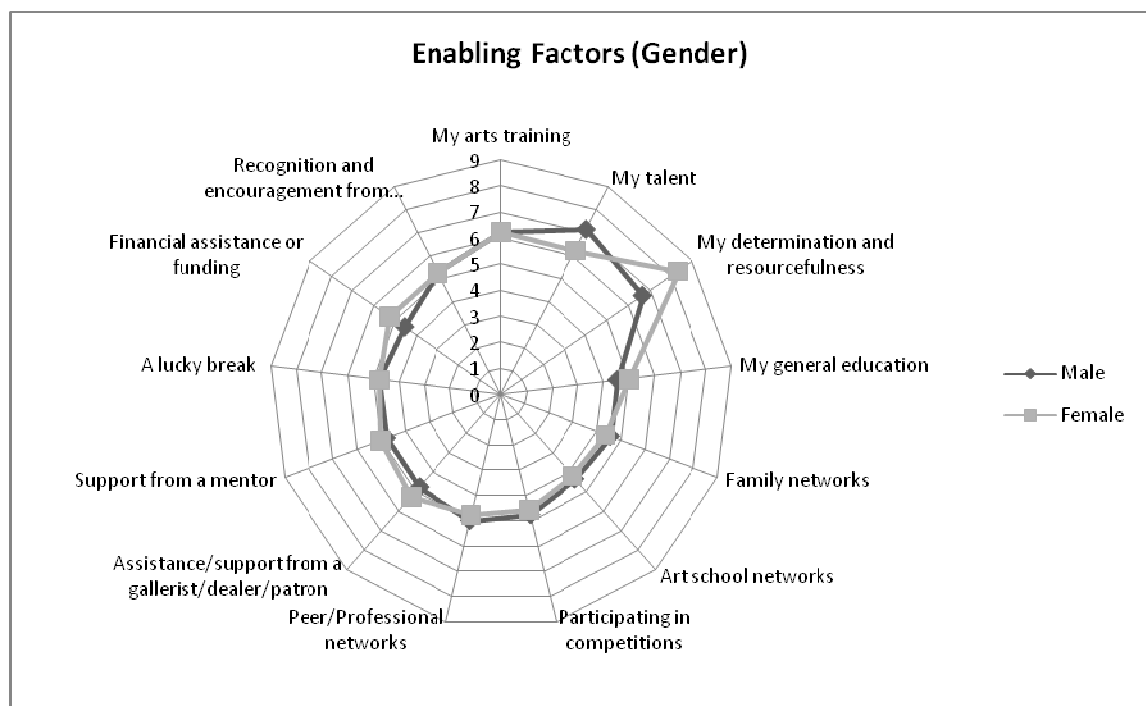 Enabling Factors (Gender)
My arts training
Recognition and
encouragement from...
My talent
Financial assistance or
funding
My determination and
resourcefulness
A lucky break
My general education
Support from a mentor
Family networks
Assistance/support from a
gallerist/dealer/patron
Art school networks
Peer/Professional
networks
Participating in
competitions
9
8
7
6
5
4
3
2
1
0
Male
Female